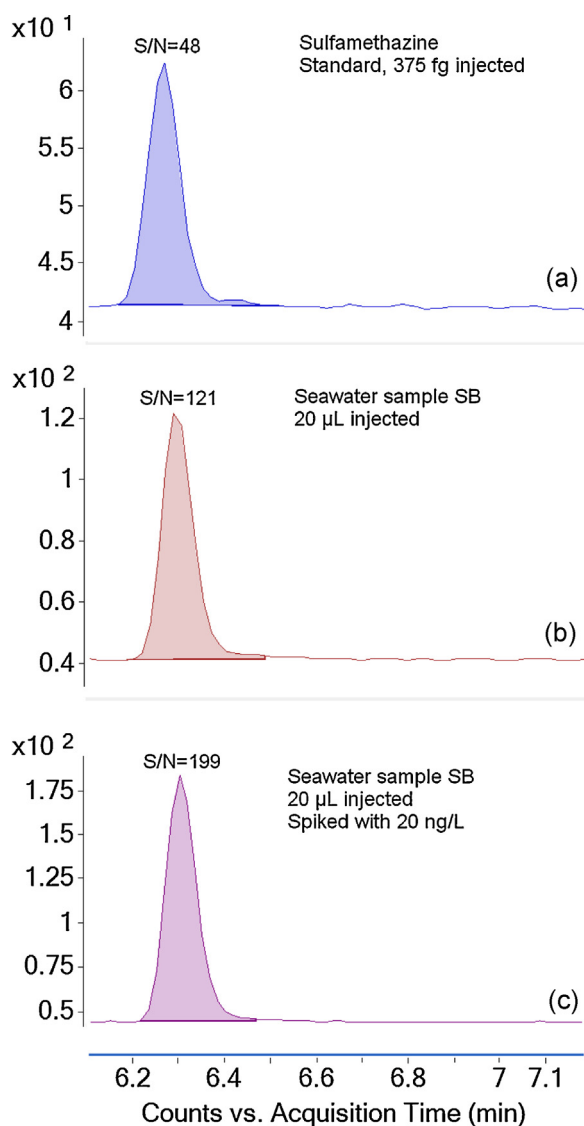 x10 1
S/N=48
Sulfamethazine
Standard, 375 fg injected
6
5.5
5
4.5
4
(a)
x10 2
S/N=121
Seawater sample SB
20 µL injected
1.2
1
0.8
0.6
0.4
(b)
x10 2
S/N=199
Seawater sample SB
20 µL injected
Spiked with 20 ng/L
1.75
1.5
1.25
1
0.75
0.5
(c)
6.2 6.4 6.6 6.8 7 7.1
Counts vs. Acquisition Time (min)